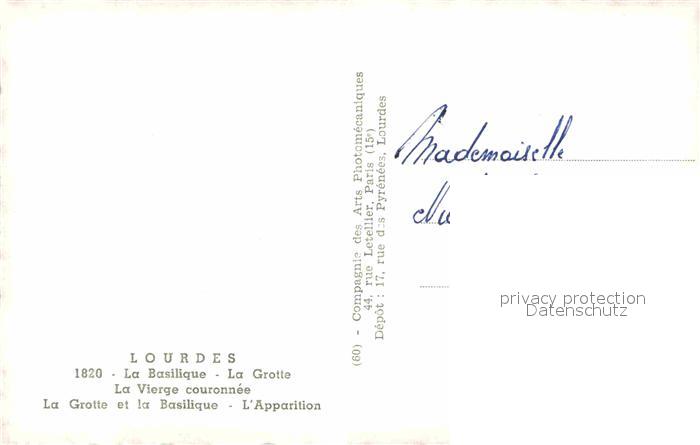 LOURDES
1820 - La Basilique - La Grotte
La Vierge couronnée
La Grotte et la Basilique - L'Apparition
(60) - Compagnie des Arts Photomécaniques
44, rue Letellier, Paris (15e)
Dépôt : 17, rue des Pyrénées, Lourdes
Mademoiselle
privacy protection
Datenschutz